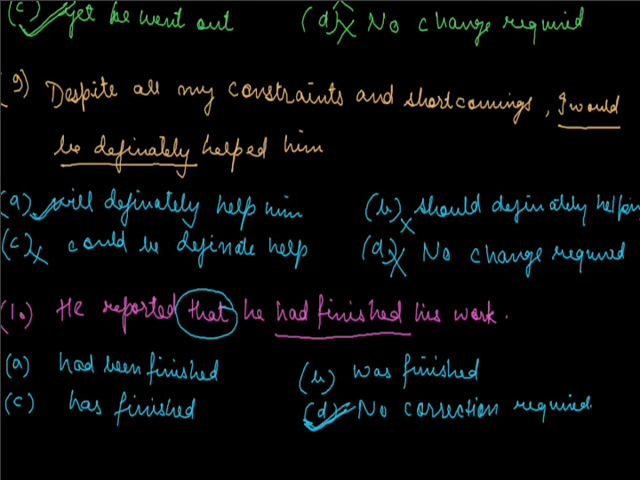 (c) Yet he went out (d) No change required
(9) Despite all my constraints and shortcomings, I would
be definately helped him
(a) will definately help him (b) should definately help
(c) could be definate help (d) No change required
(10) He reported that he had finished his work.
(a) had been finished (b) was finished
(c) has finished (d) No correction required.